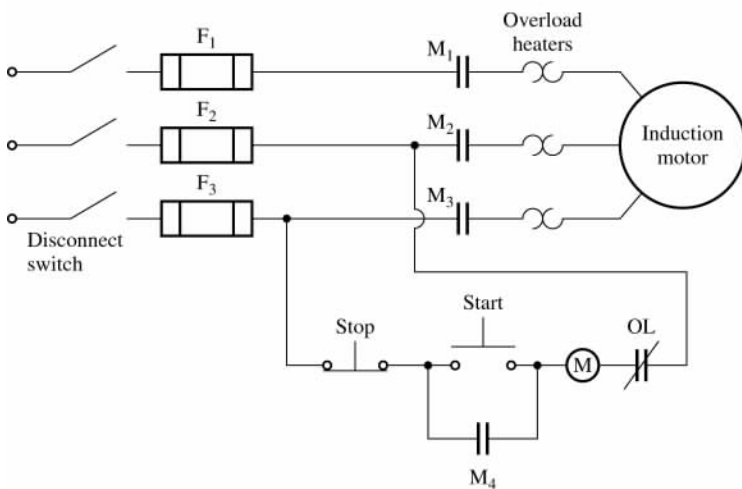 Overload
heaters
F1
M1
F2
M2
Induction
motor
F3
M3
Disconnect
switch
Start
Stop
OL
M
M4